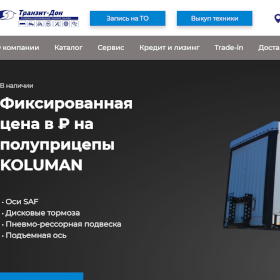 Транзит-Дон
Запись на ТО
Выкуп техники
компании
Каталог
Сервис
Кредит и лизинг
Trade-in
Доста
В наличии
Фиксированная
цена в ₽ на
полуприцепы
KOLUMAN
• Оси SAF
• Дисковые тормоза
• Пневмо-рессорная подвеска
• Подъемная ось